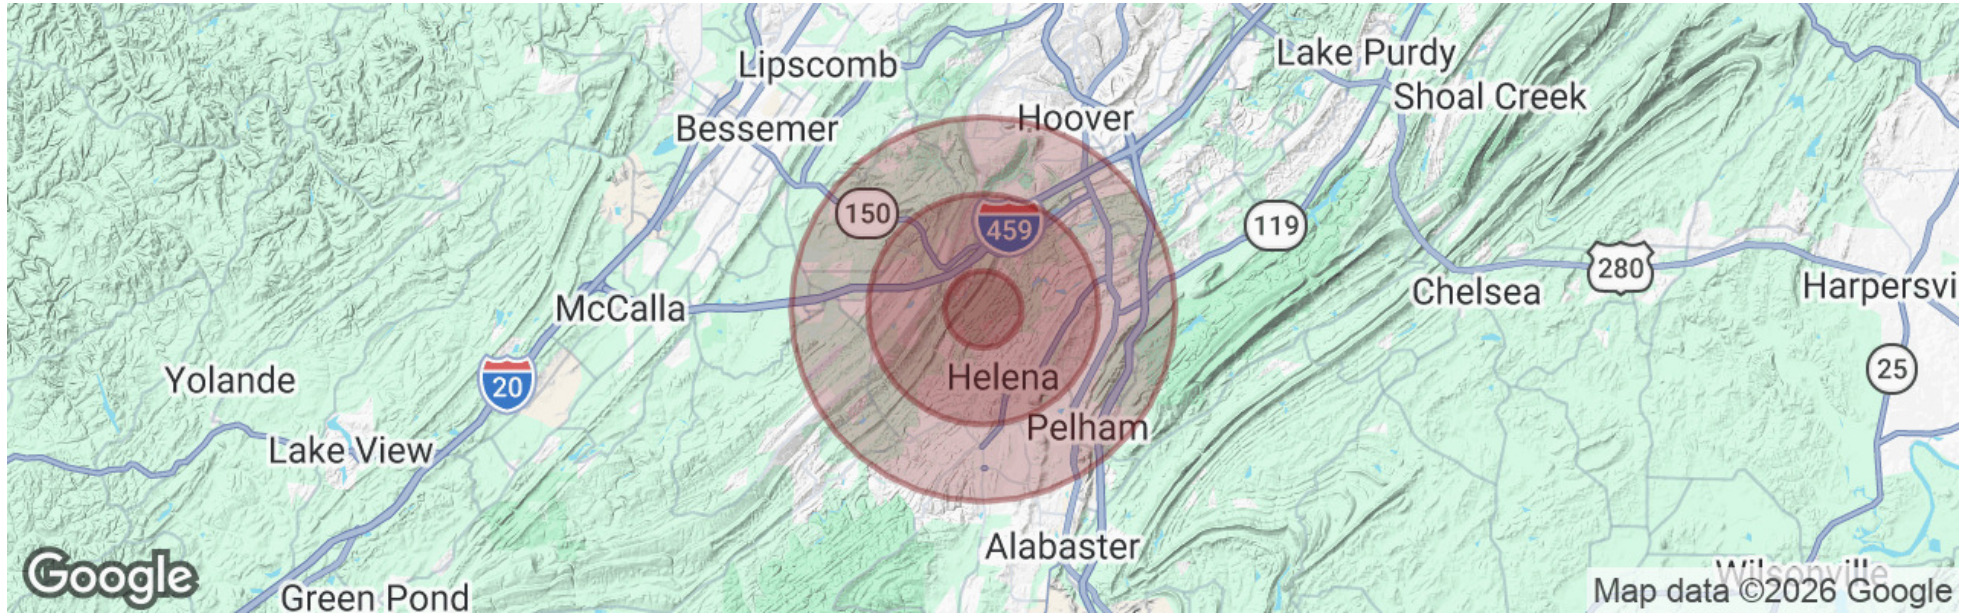 Lake Purdy
Lipscomb
Shoal Creek
Hoover
Bessemer
150
459
119
280
Chelsea
Harpersvi
McCalla
Yolande
20
Helena
25
Pelham
Lake View
Alabaster
Google
Wilsonville
Green Pond
Map data ©2026 Google